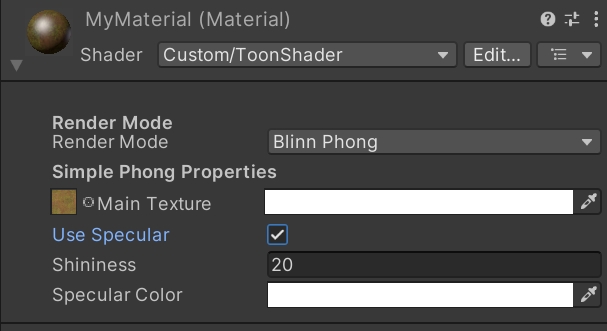 MyMaterial (Material)
Shader Custom/ToonShader Edit...
Render Mode
Render Mode Blinn Phong
Simple Phong Properties
Main Texture
Use Specular
Shininess 20
Specular Color